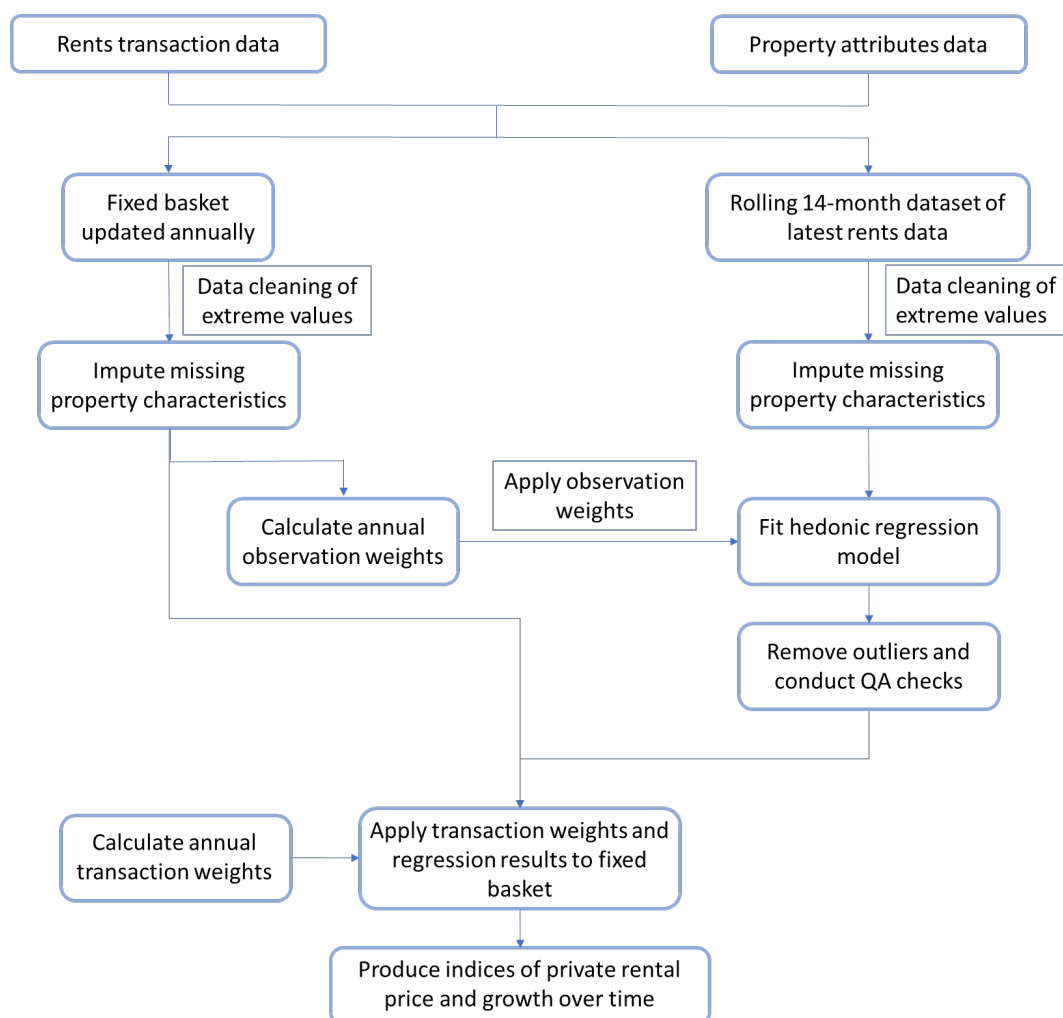 Rents transaction data
Property attributes data
Fixed basket
updated annually
Rolling 14-month dataset of
latest rents data
Data cleaning of
extreme values
Data cleaning of
extreme values
Impute missing
property characteristics
Impute missing
property characteristics
Apply observation
weights
Calculate annual
observation weights
Fit hedonic regression
model
Remove outliers and
conduct QA checks
Calculate annual
transaction weights
Apply transaction weights and
regression results to fixed
basket
Produce indices of private rental
price and growth over time